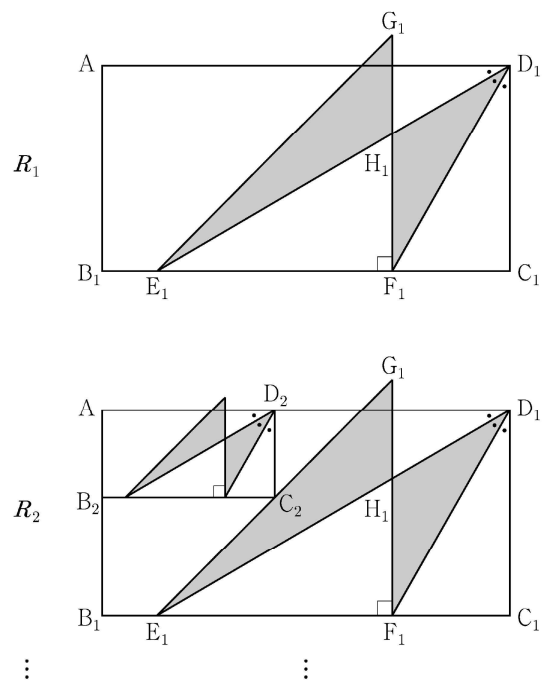 G₁
A D₁
R₁ H₁
B₁ E₁ F₁ C₁
G₁
A D₂ D₁
R₂ B₂ C₂ H₁
B₁ E₁ F₁ C₁
⋮ ⋮